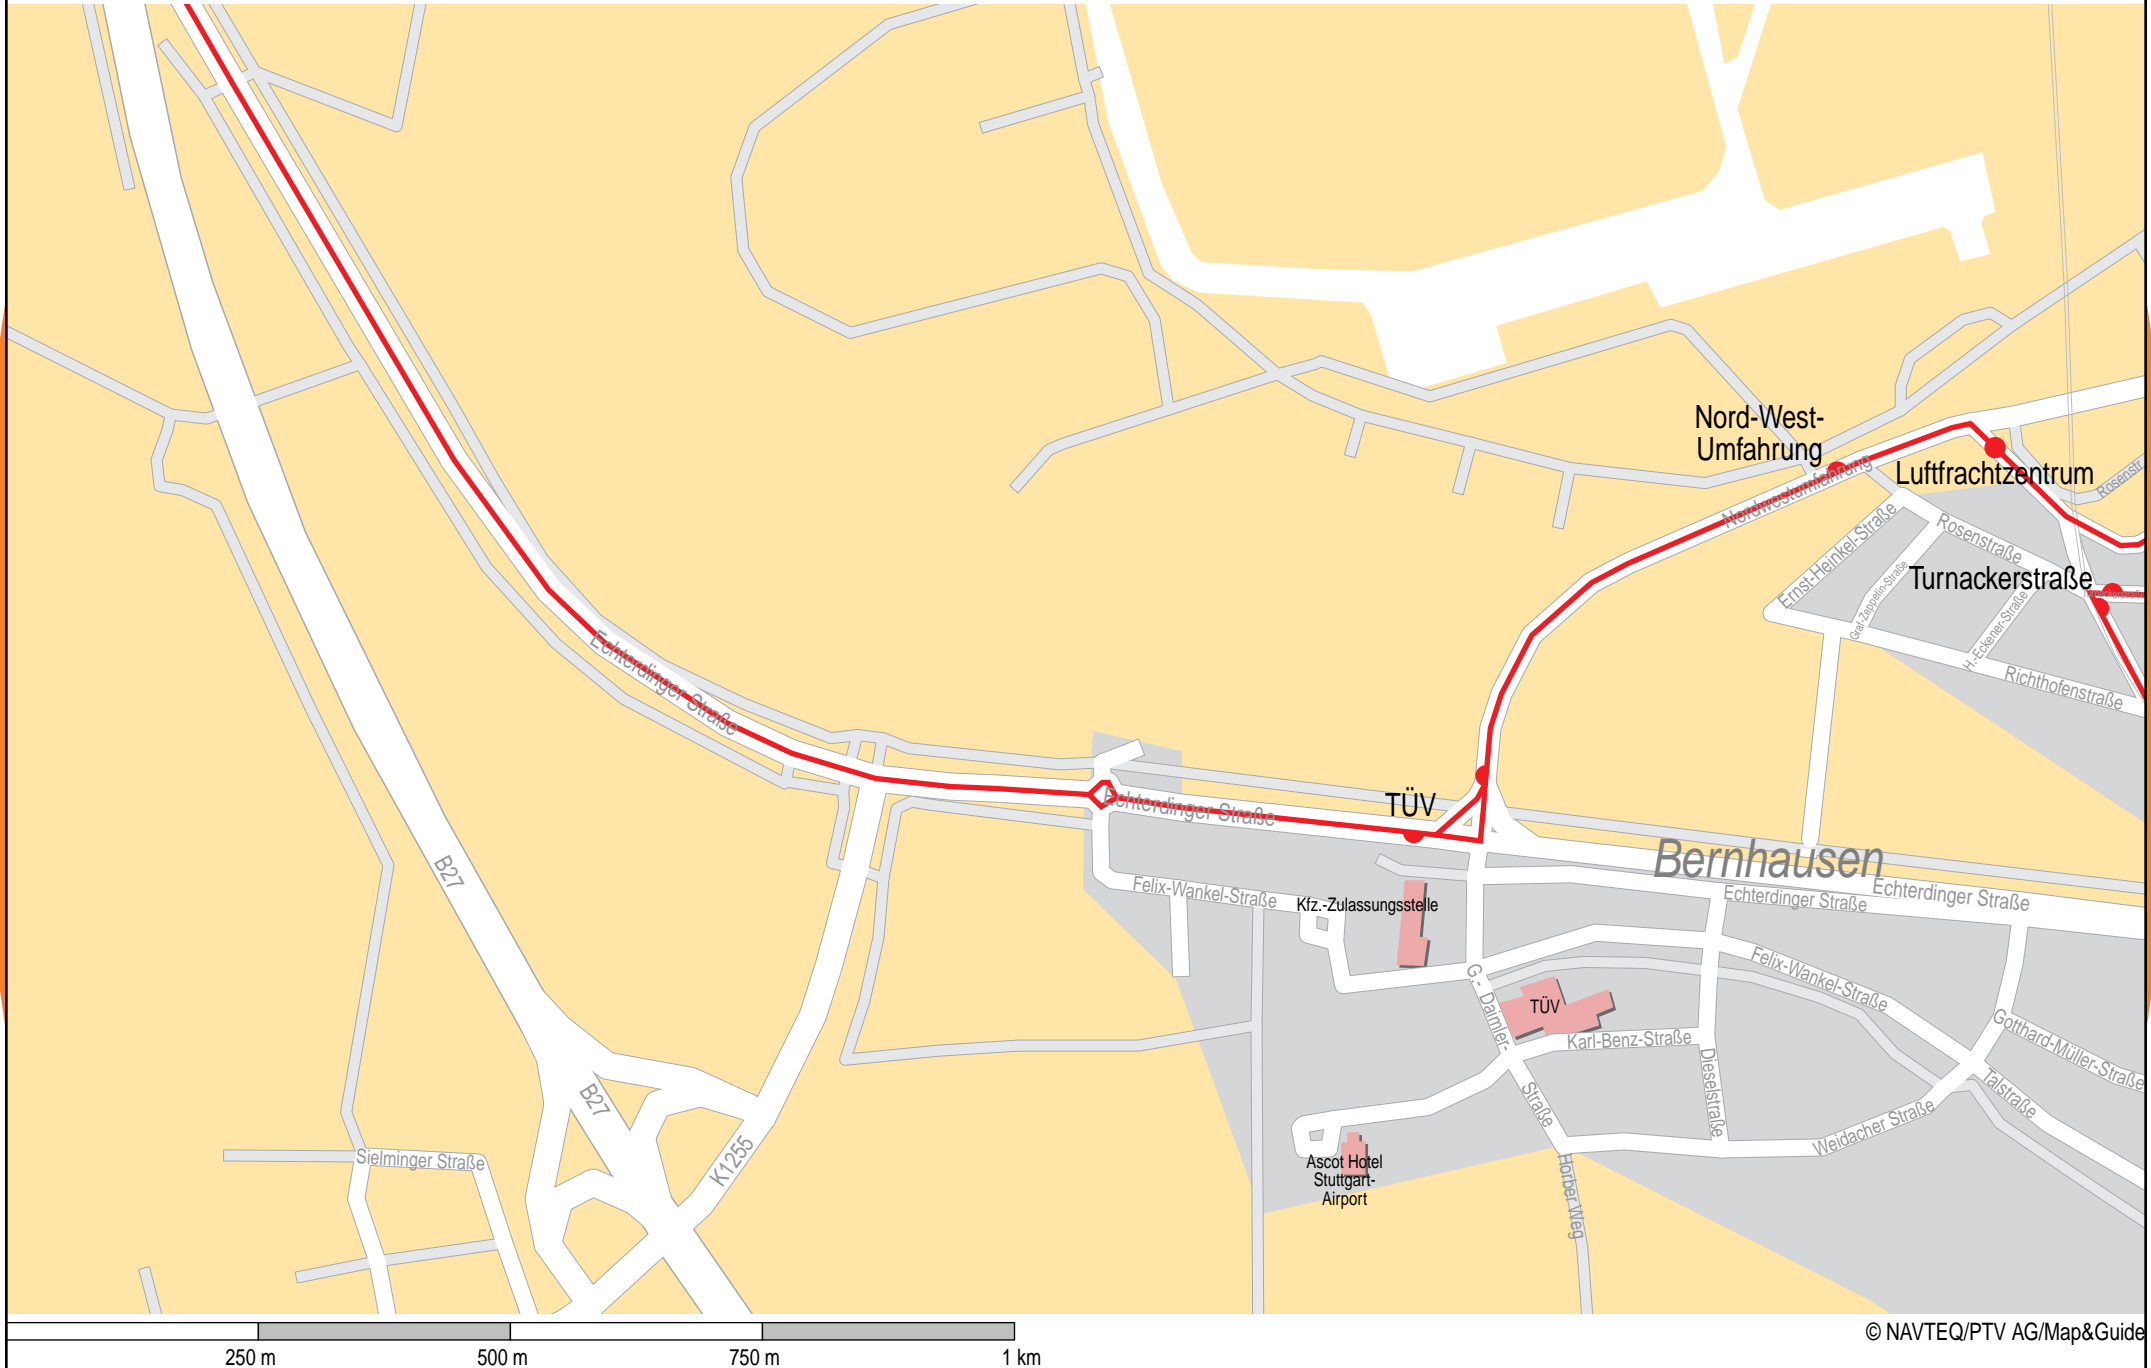 Nord-West-
Umfahrung
Luftfrachtzentrum
Nordwestumfahrung
Rosenstr.
Ernst-Heinkel-Straße
Rosenstraße
Graf-Zeppelin-Straße
Turnackerstraße
Turnackerstraße
H.-Eckener-Straße
Richthofenstraße
Echterdinger Straße
Echterdinger Straße
TÜV
Bernhausen
B27
Felix-Wankel-Straße
Kfz.-Zulassungsstelle
Echterdinger Straße
Echterdinger Straße
Felix-Wankel-Straße
G.- Daimler-
Straße
TÜV
Karl-Benz-Straße
Dieselstraße
Gotthard-Müller-Straße
Talstraße
Weidacher Straße
B27
K1255
Sielminger Straße
Ascot Hotel
Stuttgart-
Airport
Horber Weg
250 m
500 m
750 m
1 km
© NAVTEQ/PTV AG/Map&Guide